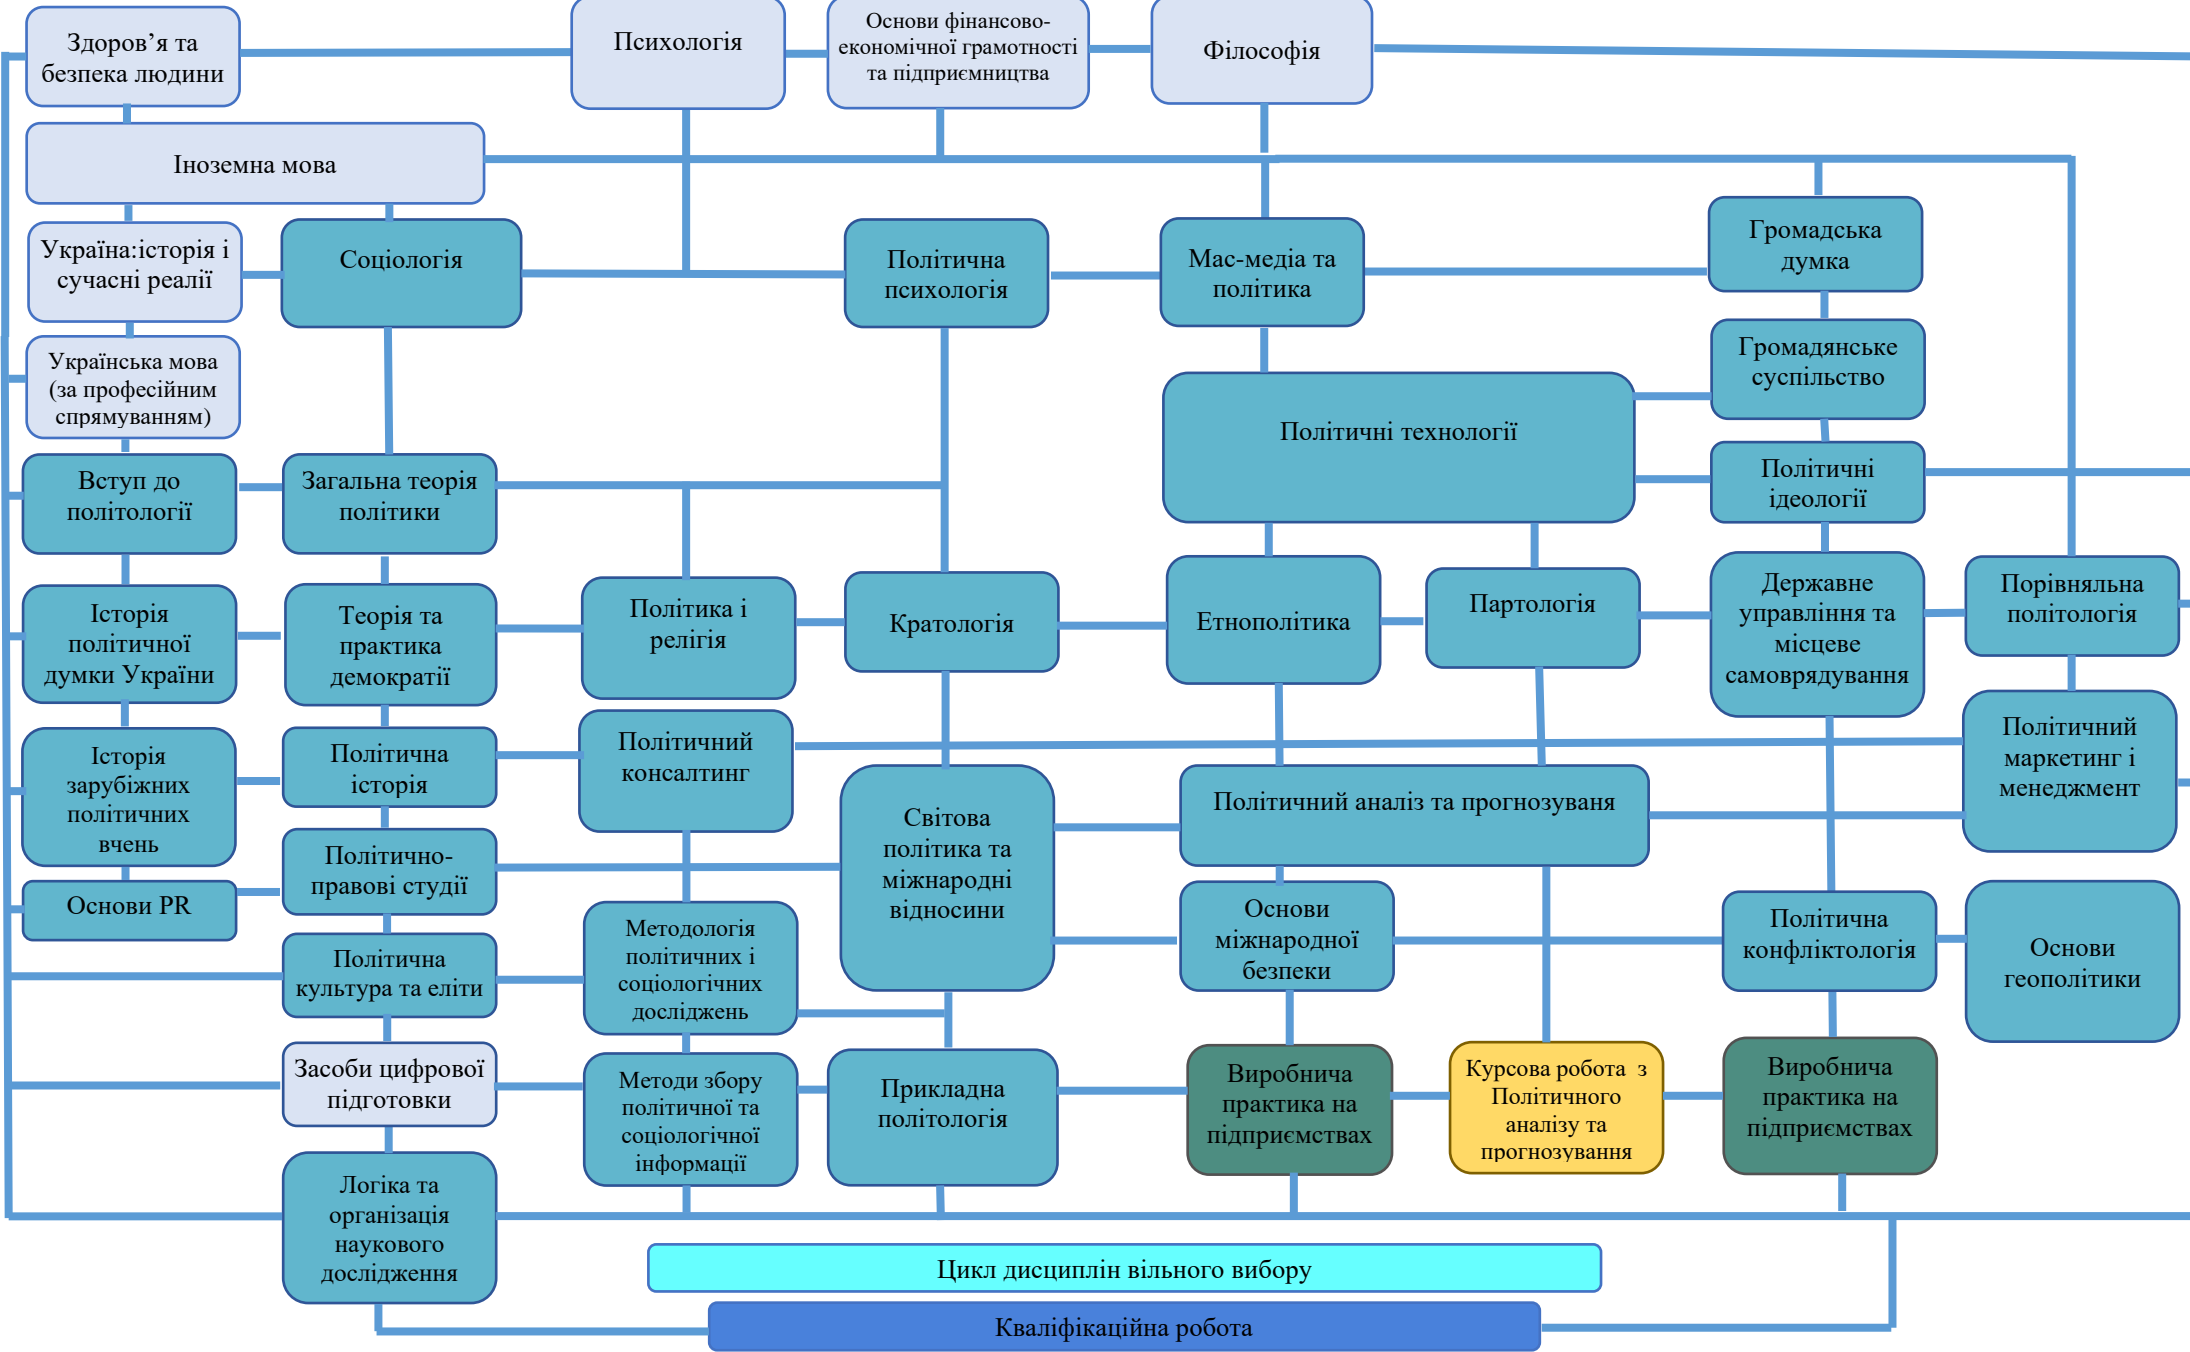 Здоров’я та
безпека людини
Психологія
Основи фінансово-
економічної грамотності
та підприємництва
Філософія
Іноземна мова
Україна:історія і
сучасні реалії
Соціологія
Політична
психологія
Мас-медіа та
політика
Громадська
думка
Українська мова
(за професійним
спрямуванням)
Політичні технології
Громадянське
суспільство
Вступ до
політології
Загальна теорія
політики
Політичні
ідеології
Історія
політичної
думки України
Теорія та
практика
демократії
Політика і
релігія
Кратологія
Етнополітика
Партологія
Державне
управління та
місцеве
самоврядування
Порівняльна
політологія
Історія
зарубіжних
політичних
вчень
Політична
історія
Політичний
консалтинг
Світова
політика та
міжнародні
відносини
Політичний аналіз та прогнозуваня
Політичний
маркетинг і
менеджмент
Основи PR
Політично-
правові студії
Методологія
політичних і
соціологічних
досліджень
Основи
міжнародної
безпеки
Політична
конфліктологія
Основи
геополітики
Політична
культура та еліти
Засоби цифрової
підготовки
Методи збору
політичної та
соціологічної
інформації
Прикладна
політологія
Виробнича
практика на
підприємствах
Курсова робота з
Політичного
аналізу та
прогнозування
Виробнича
практика на
підприємствах
Логіка та
організація
наукового
дослідження
Цикл дисциплін вільного вибору
Кваліфікаційна робота